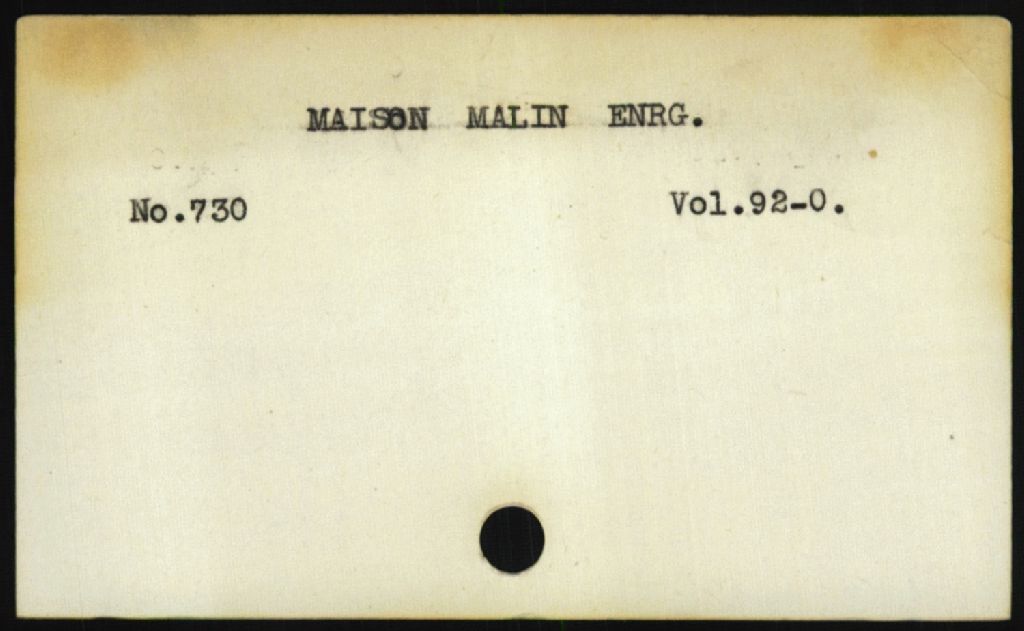 MAISON MALIN ENRG.
No.730 Vol.92-0.